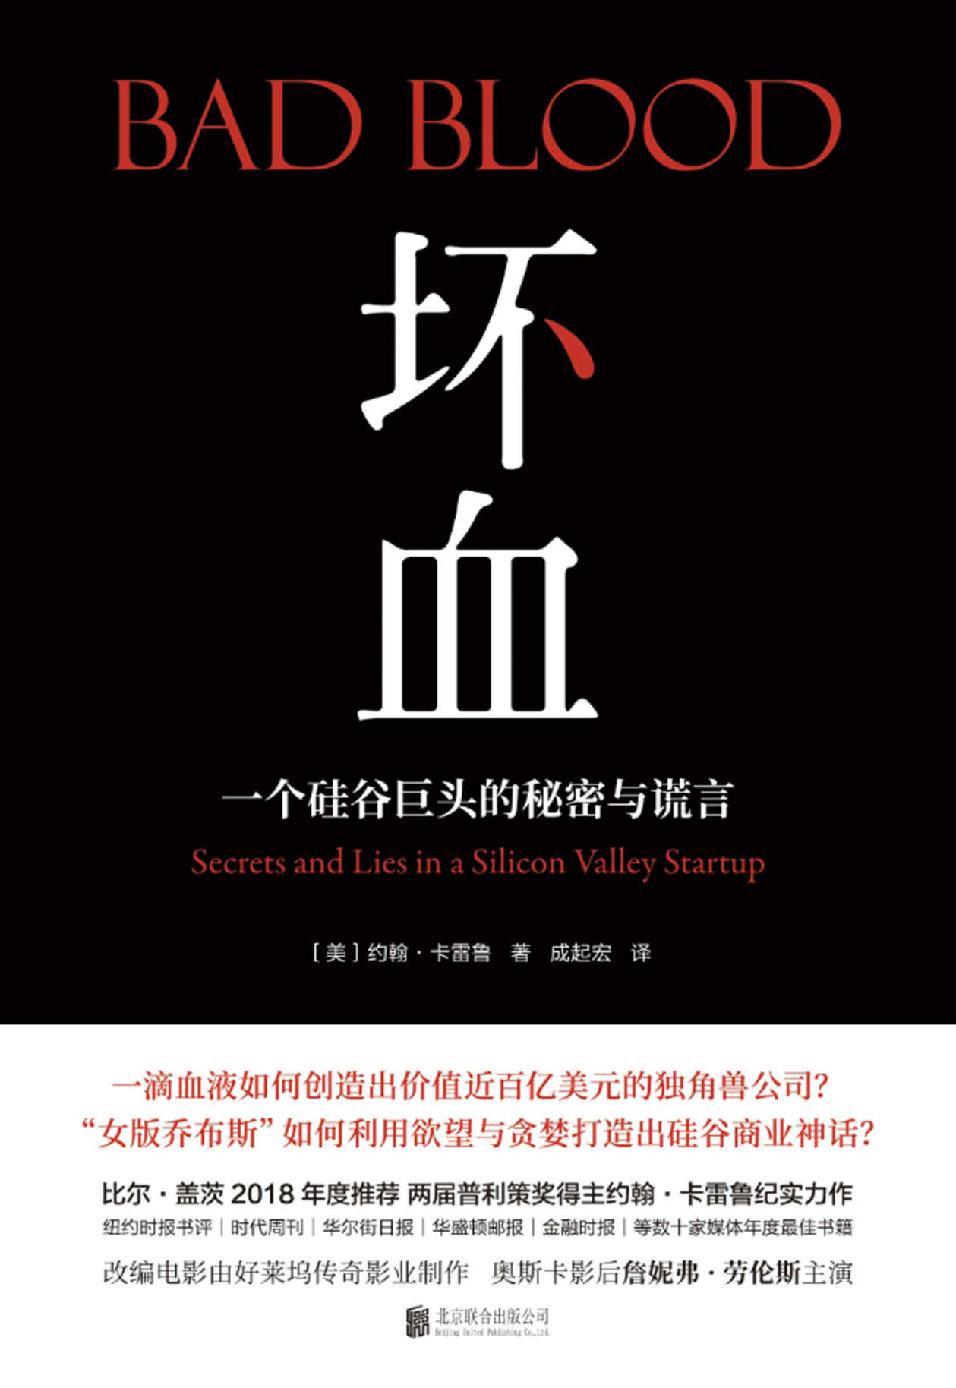 BAD BLOOD
坏
血
一个硅谷巨头的秘密与谎言
Secrets and Lies in a Silicon Valley Startup
[美]约翰·卡雷鲁 著 成起宏 译
一滴血液如何创造出价值近百亿美元的独角兽公司？
“女版乔布斯”如何利用欲望与贪婪打造出硅谷商业神话？
比尔·盖茨 2018 年度推荐 两届普利策奖得主约翰·卡雷鲁纪实力作
纽约时报书评｜时代周刊｜华尔街日报｜华盛顿邮报｜金融时报｜等数十家媒体年度最佳书籍
改编电影由好莱坞传奇影业制作 奥斯卡影后詹妮弗·劳伦斯主演
北京联合出版公司
Beijing United Publishing Co.,Ltd.